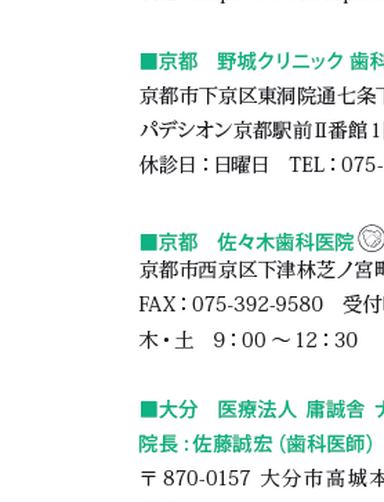 ■京都　野城クリニック 歯科
京都市下京区東洞院通七条下
パデシオン京都駅前Ⅱ番館1
休診日：日曜日　TEL：075-
■京都　佐々木歯科医院
京都市西京区下津林芝ノ宮町
FAX：075-392-9580　受付
木・土　9：00 〜 12：30
■大分　医療法人 庸誠舎 大
院長：佐藤誠宏（歯科医師）
〒870-0157 大分市高城本